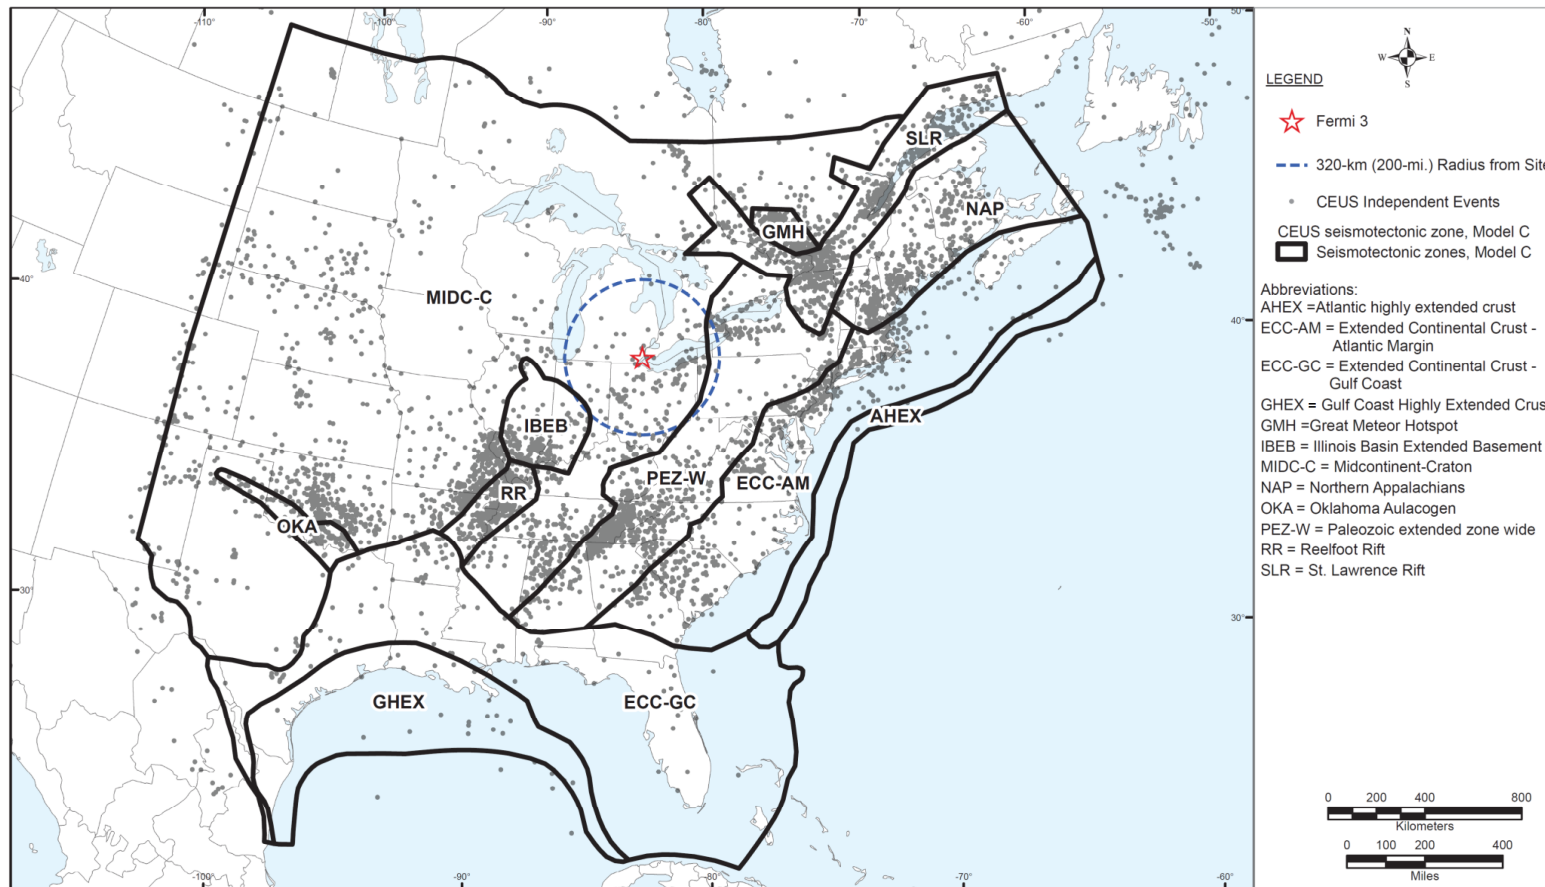 -110°
-100°
-90°
-80°
-70°
-60°
-50°
50°
N
W
E
S
LEGEND
Fermi 3
320-km (200-mi.) Radius from Site
CEUS Independent Events
CEUS seismotectonic zone, Model C
Seismotectonic zones, Model C
Abbreviations:
AHEX =Atlantic highly extended crust
ECC-AM = Extended Continental Crust -
Atlantic Margin
ECC-GC = Extended Continental Crust -
Gulf Coast
GHEX = Gulf Coast Highly Extended Crus
GMH =Great Meteor Hotspot
IBEB = Illinois Basin Extended Basement
MIDC-C = Midcontinent-Craton
NAP = Northern Appalachians
OKA = Oklahoma Aulacogen
PEZ-W = Paleozoic extended zone wide
RR = Reelfoot Rift
SLR = St. Lawrence Rift
SLR
NAP
GMH
40°
MIDC-C
40°
AHEX
IBEB
PEZ-W
ECC-AM
RR
OKA
30°
30°
GHEX
ECC-GC
0
200
400
800
Kilometers
0
100
200
400
Miles
-100°
-90°
-80°
-70°
-60°